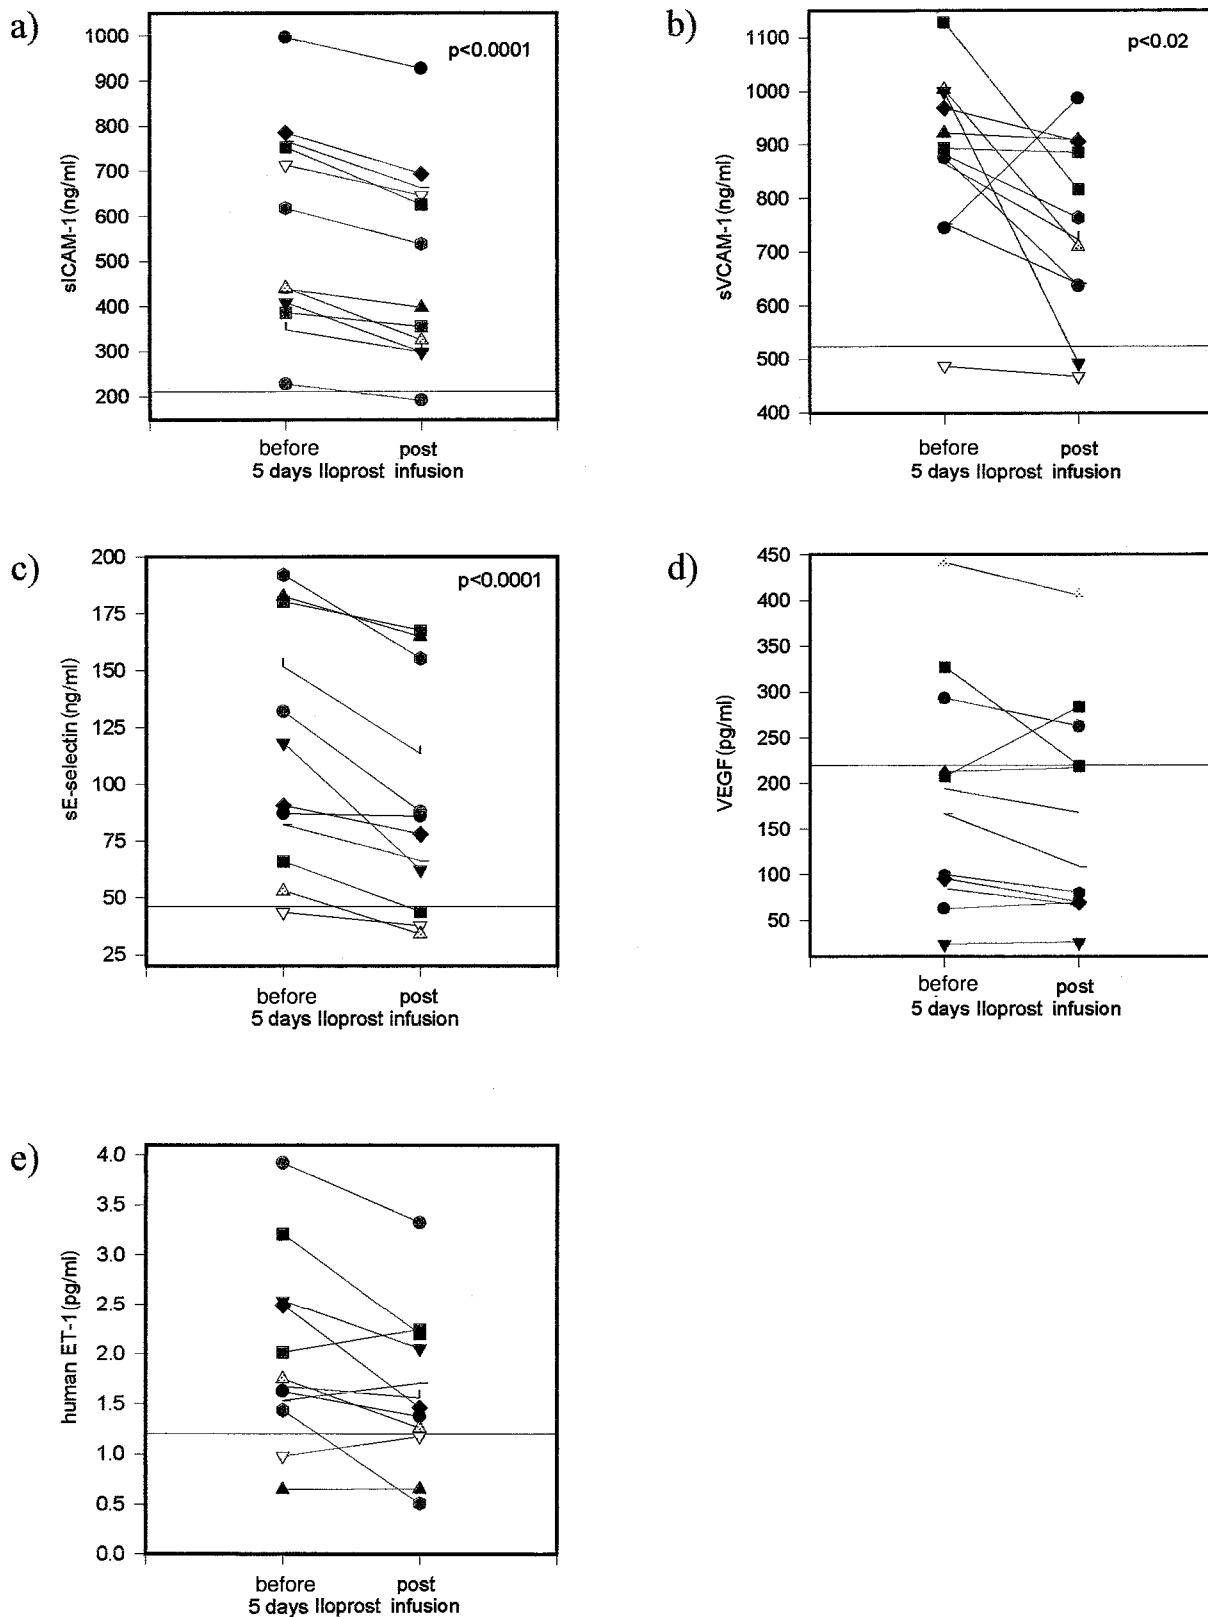 a)
p<0.0001
1000
900
800
700
600
500
400
300
200
sICAM-1 (ng/ml)
before post
5 days Iloprost infusion
b)
p<0.02
1100
1000
900
800
700
600
500
400
sVCAM-1 (ng/ml)
before post
5 days Iloprost infusion
c)
p<0.0001
200
175
150
125
100
75
50
25
sE-selectin (ng/ml)
before post
5 days Iloprost infusion
d)
450
400
350
300
250
200
150
100
50
VEGF (pg/ml)
before post
5 days Iloprost infusion
e)
4.0
3.5
3.0
2.5
2.0
1.5
1.0
0.5
0.0
human ET-1 (pg/ml)
before post
5 days Iloprost infusion